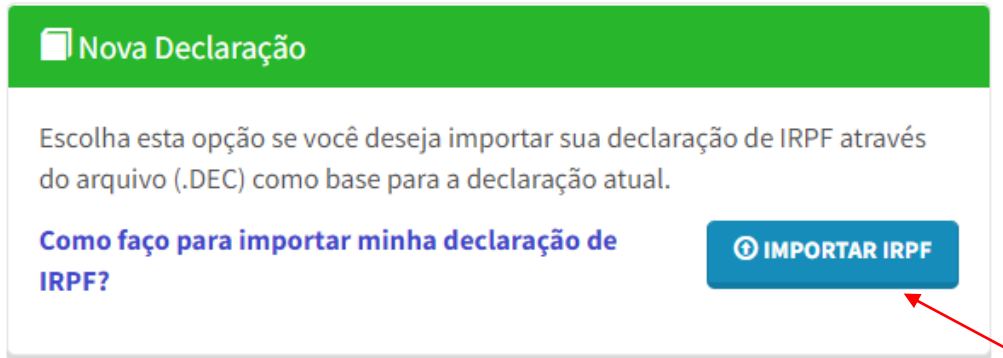 Nova Declaração
Escolha esta opção se você deseja importar sua declaração de IRPF através
do arquivo (.DEC) como base para a declaração atual.
Como faço para importar minha declaração de
IRPF?
IMPORTAR IRPF